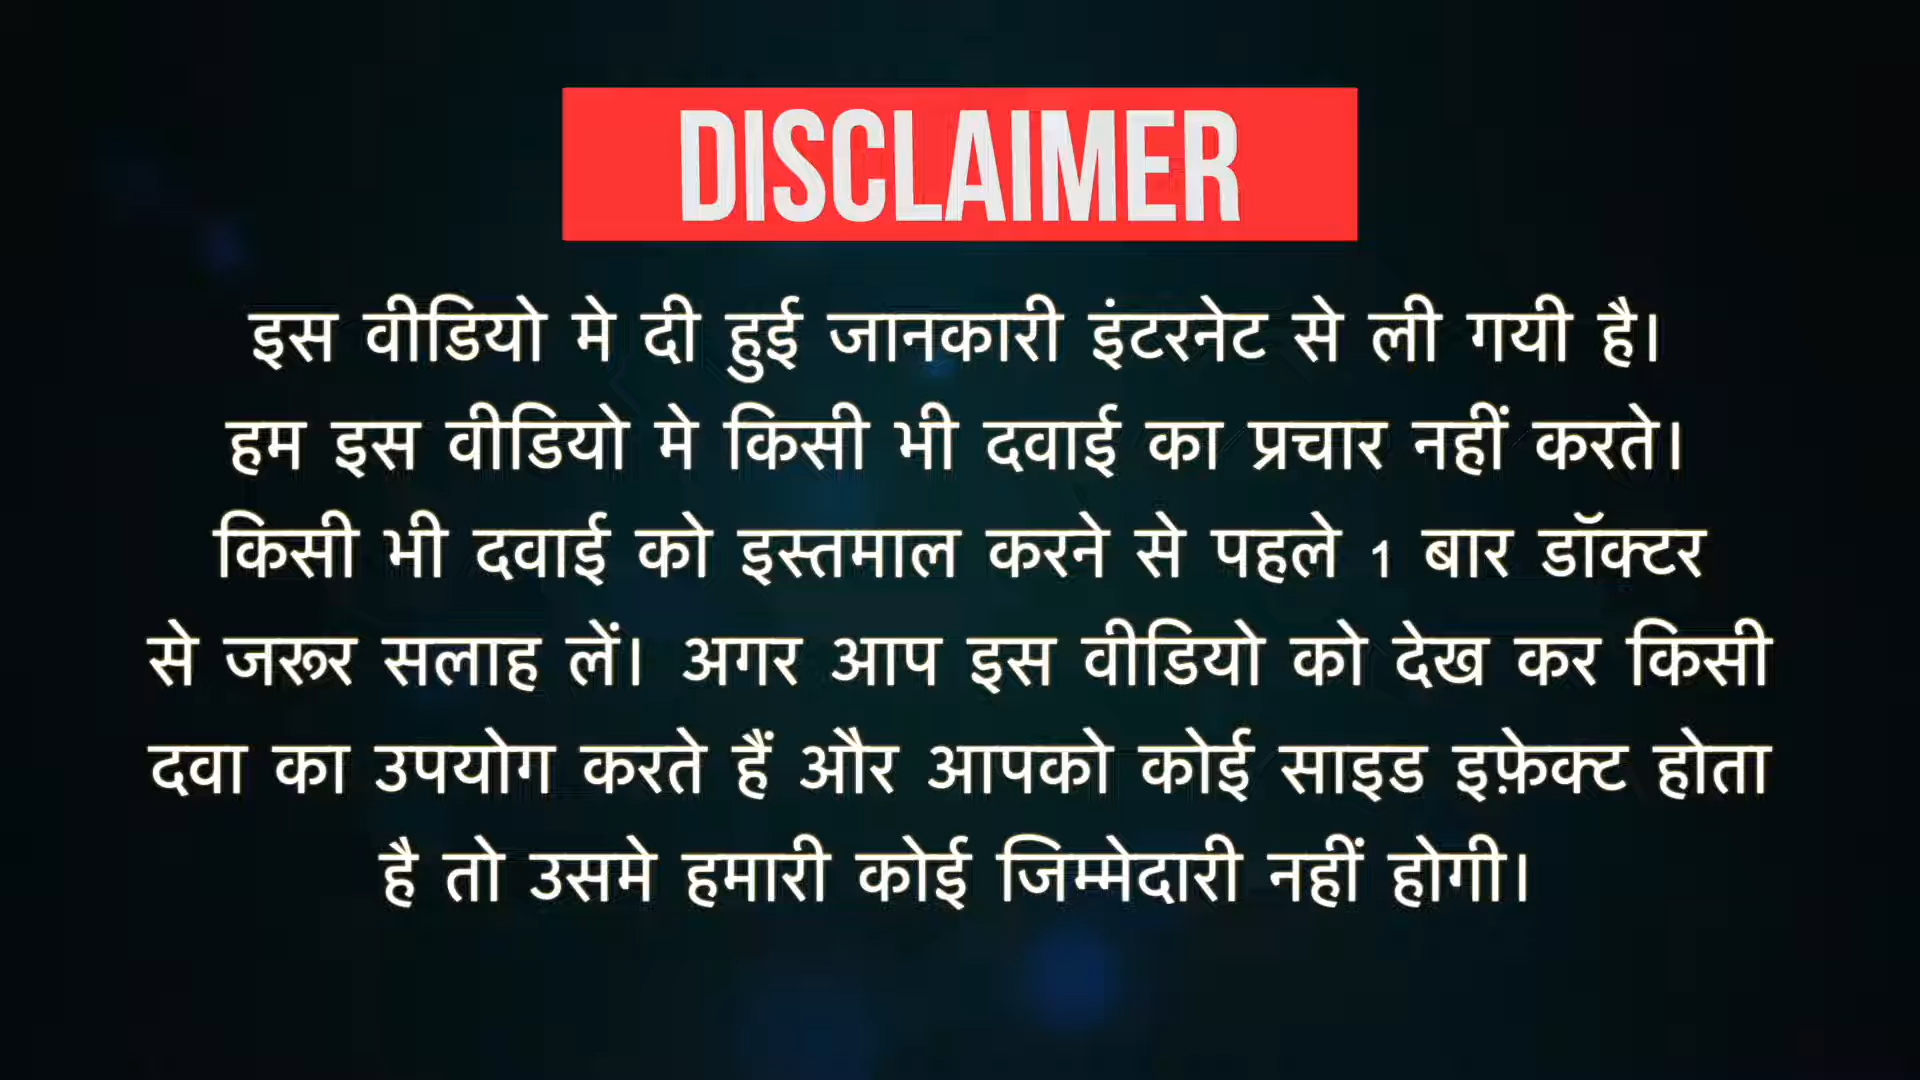 DISCLAIMER
इस वीडियो मे दी हुई जानकारी इंटरनेट से ली गयी है।
हम इस वीडियो मे किसी भी दवाई का प्रचार नहीं करते।
किसी भी दवाई को इस्तमाल करने से पहले 1 बार डॉक्टर
से जरूर सलाह लें। अगर आप इस वीडियो को देख कर किसी
दवा का उपयोग करते हैं और आपको कोई साइड इफ़ेक्ट होता
है तो उसमे हमारी कोई जिम्मेदारी नहीं होगी।